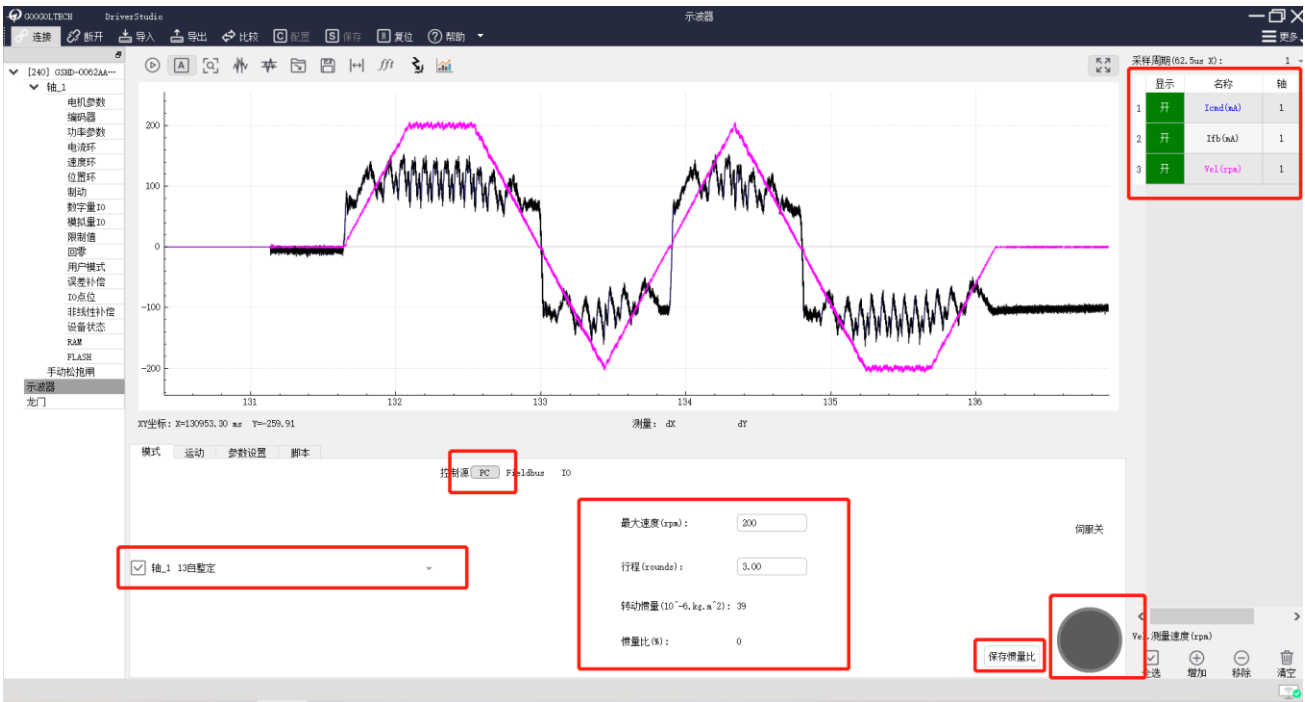 GOOGOLTECH DriverStudio 示波器
连接 断开 导入 导出 比较 C 配置 S 保存 复位 帮助 更多
[240] GSHD-0062AA…
轴_1
电机参数
编码器
功率参数
电流环
速度环
位置环
制动
数字量IO
模拟量IO
限制值
回零
用户模式
误差补偿
IO点位
非线性补偿
设备状态
RAM
FLASH
手动松抱闸
示波器
龙门
A fft
200
100
0
-100
-200
131 132 133 134 135 136
XY坐标: X=130953.30 ms Y=-259.91 测量: dX dY
采样周期(62.5us X): 1
显示 名称 轴
1 开 Icmd(mA) 1
2 开 Ifb(mA) 1
3 开 Vel(rpm) 1
模式 运动 参数设置 脚本
控制源 PC Fieldbus IO
轴_1 13自整定
最大速度(rpm): 200
行程(rounds): 3.00
转动惯量(10^-6.kg.m^2): 39
惯量比(%): 0
伺服关
保存惯量比
Vel.测量速度(rpm)
全选 增加 移除 清空